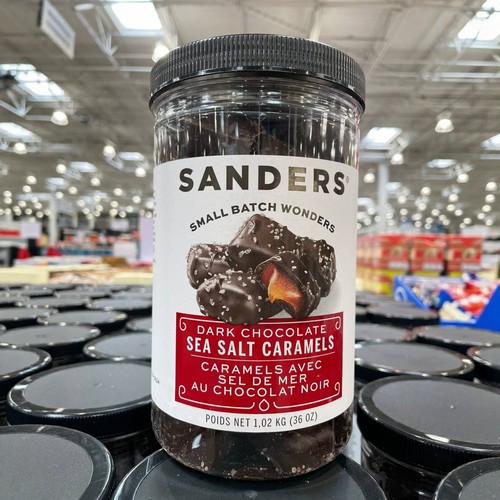 SANDERS®
SMALL BATCH WONDERS
DARK CHOCOLATE
SEA SALT CARAMELS
CARAMELS AVEC
SEL DE MER
AU CHOCOLAT NOIR
POIDS NET 1,02 KG (36 OZ)